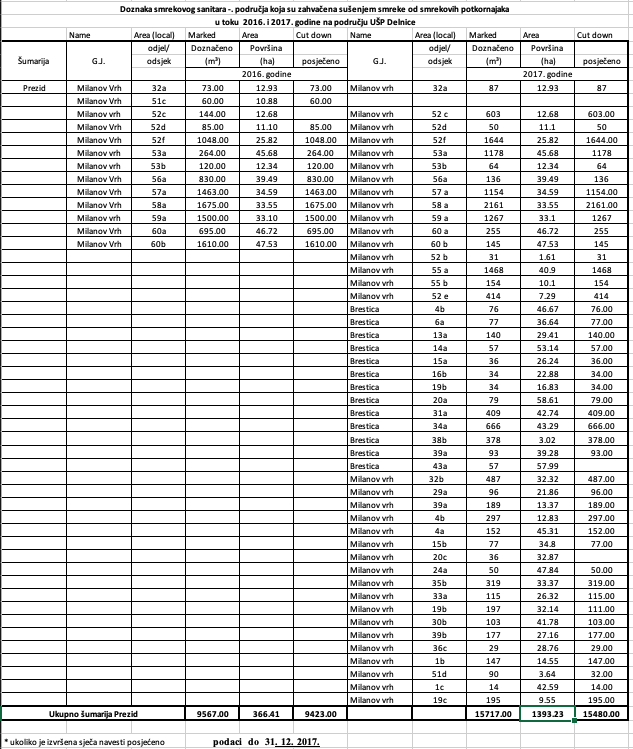 Doznaka smrekovog sanitara -. područja koja su zahvaćena sušenjem smreke od smrekovih potkornajaka
u toku 2016. i 2017. godine na području UŠP Delnice
Name Area (local) Marked Area Cut down Name Area (local) Marked Area Cut down
Šumarija G.J. odjel/ odsjek Doznačeno (m³) Površina (ha) posječeno G.J. odjel/ odsjek Doznačeno (m³) Površina (ha) posječeno
2016. godine 2017. godine
Prezid Milanov Vrh 32a 73.00 12.93 73.00 Milanov vrh 32a 87 12.93 87
Milanov Vrh 51c 60.00 10.88 60.00
Milanov Vrh 52c 144.00 12.68 Milanov vrh 52 c 603 12.68 603.00
Milanov Vrh 52d 85.00 11.10 85.00 Milanov vrh 52d 50 11.1 50
Milanov Vrh 52f 1048.00 25.82 1048.00 Milanov vrh 52f 1644 25.82 1644.00
Milanov Vrh 53a 264.00 45.68 264.00 Milanov vrh 53a 1178 45.68 1178
Milanov Vrh 53b 120.00 12.34 120.00 Milanov vrh 53b 64 12.34 64
Milanov Vrh 56a 830.00 39.49 830.00 Milanov vrh 56a 136 39.49 136
Milanov Vrh 57a 1463.00 34.59 1463.00 Milanov vrh 57 a 1154 34.59 1154.00
Milanov Vrh 58a 1675.00 33.55 1675.00 Milanov vrh 58 a 2161 33.55 2161.00
Milanov Vrh 59a 1500.00 33.10 1500.00 Milanov vrh 59 a 1267 33.1 1267
Milanov Vrh 60a 695.00 46.72 695.00 Milanov vrh 60 a 255 46.72 255
Milanov Vrh 60b 1610.00 47.53 1610.00 Milanov vrh 60 b 145 47.53 145
Milanov vrh 52 b 31 1.61 31
Milanov vrh 55 a 1468 40.9 1468
Milanov vrh 55 b 154 10.1 154
Milanov vrh 52 e 414 7.29 414
Brestica 4b 76 46.67 76.00
Brestica 6a 77 36.64 77.00
Brestica 13a 140 29.41 140.00
Brestica 14a 57 53.14 57.00
Brestica 15a 36 26.24 36.00
Brestica 16b 34 22.88 34.00
Brestica 19b 34 16.83 34.00
Brestica 20a 79 58.61 79.00
Brestica 31a 409 42.74 409.00
Brestica 34a 666 43.29 666.00
Brestica 38b 378 3.02 378.00
Brestica 39a 93 39.28 93.00
Brestica 43a 57 57.99
Milanov vrh 32b 487 32.32 487.00
Milanov vrh 29a 96 21.86 96.00
Milanov vrh 39a 189 13.37 189.00
Milanov vrh 4b 297 12.83 297.00
Milanov vrh 4a 152 45.31 152.00
Milanov vrh 15b 77 34.8 77.00
Milanov vrh 20c 36 32.87
Milanov vrh 24a 50 47.84 50.00
Milanov vrh 35b 319 33.37 319.00
Milanov vrh 33a 115 26.32 115.00
Milanov vrh 19b 197 32.14 111.00
Milanov vrh 30b 103 41.78 103.00
Milanov vrh 39b 177 27.16 177.00
Milanov vrh 36c 29 28.76 29.00
Milanov vrh 1b 147 14.55 147.00
Milanov vrh 51d 90 3.64 32.00
Milanov vrh 1c 14 42.59 14.00
Milanov vrh 19c 195 9.55 195.00
Ukupno šumarija Prezid 9567.00 366.41 9423.00 15717.00 1393.23 15480.00
* ukoliko je izvršena sječa navesti posječeno podaci do 31. 12. 2017.